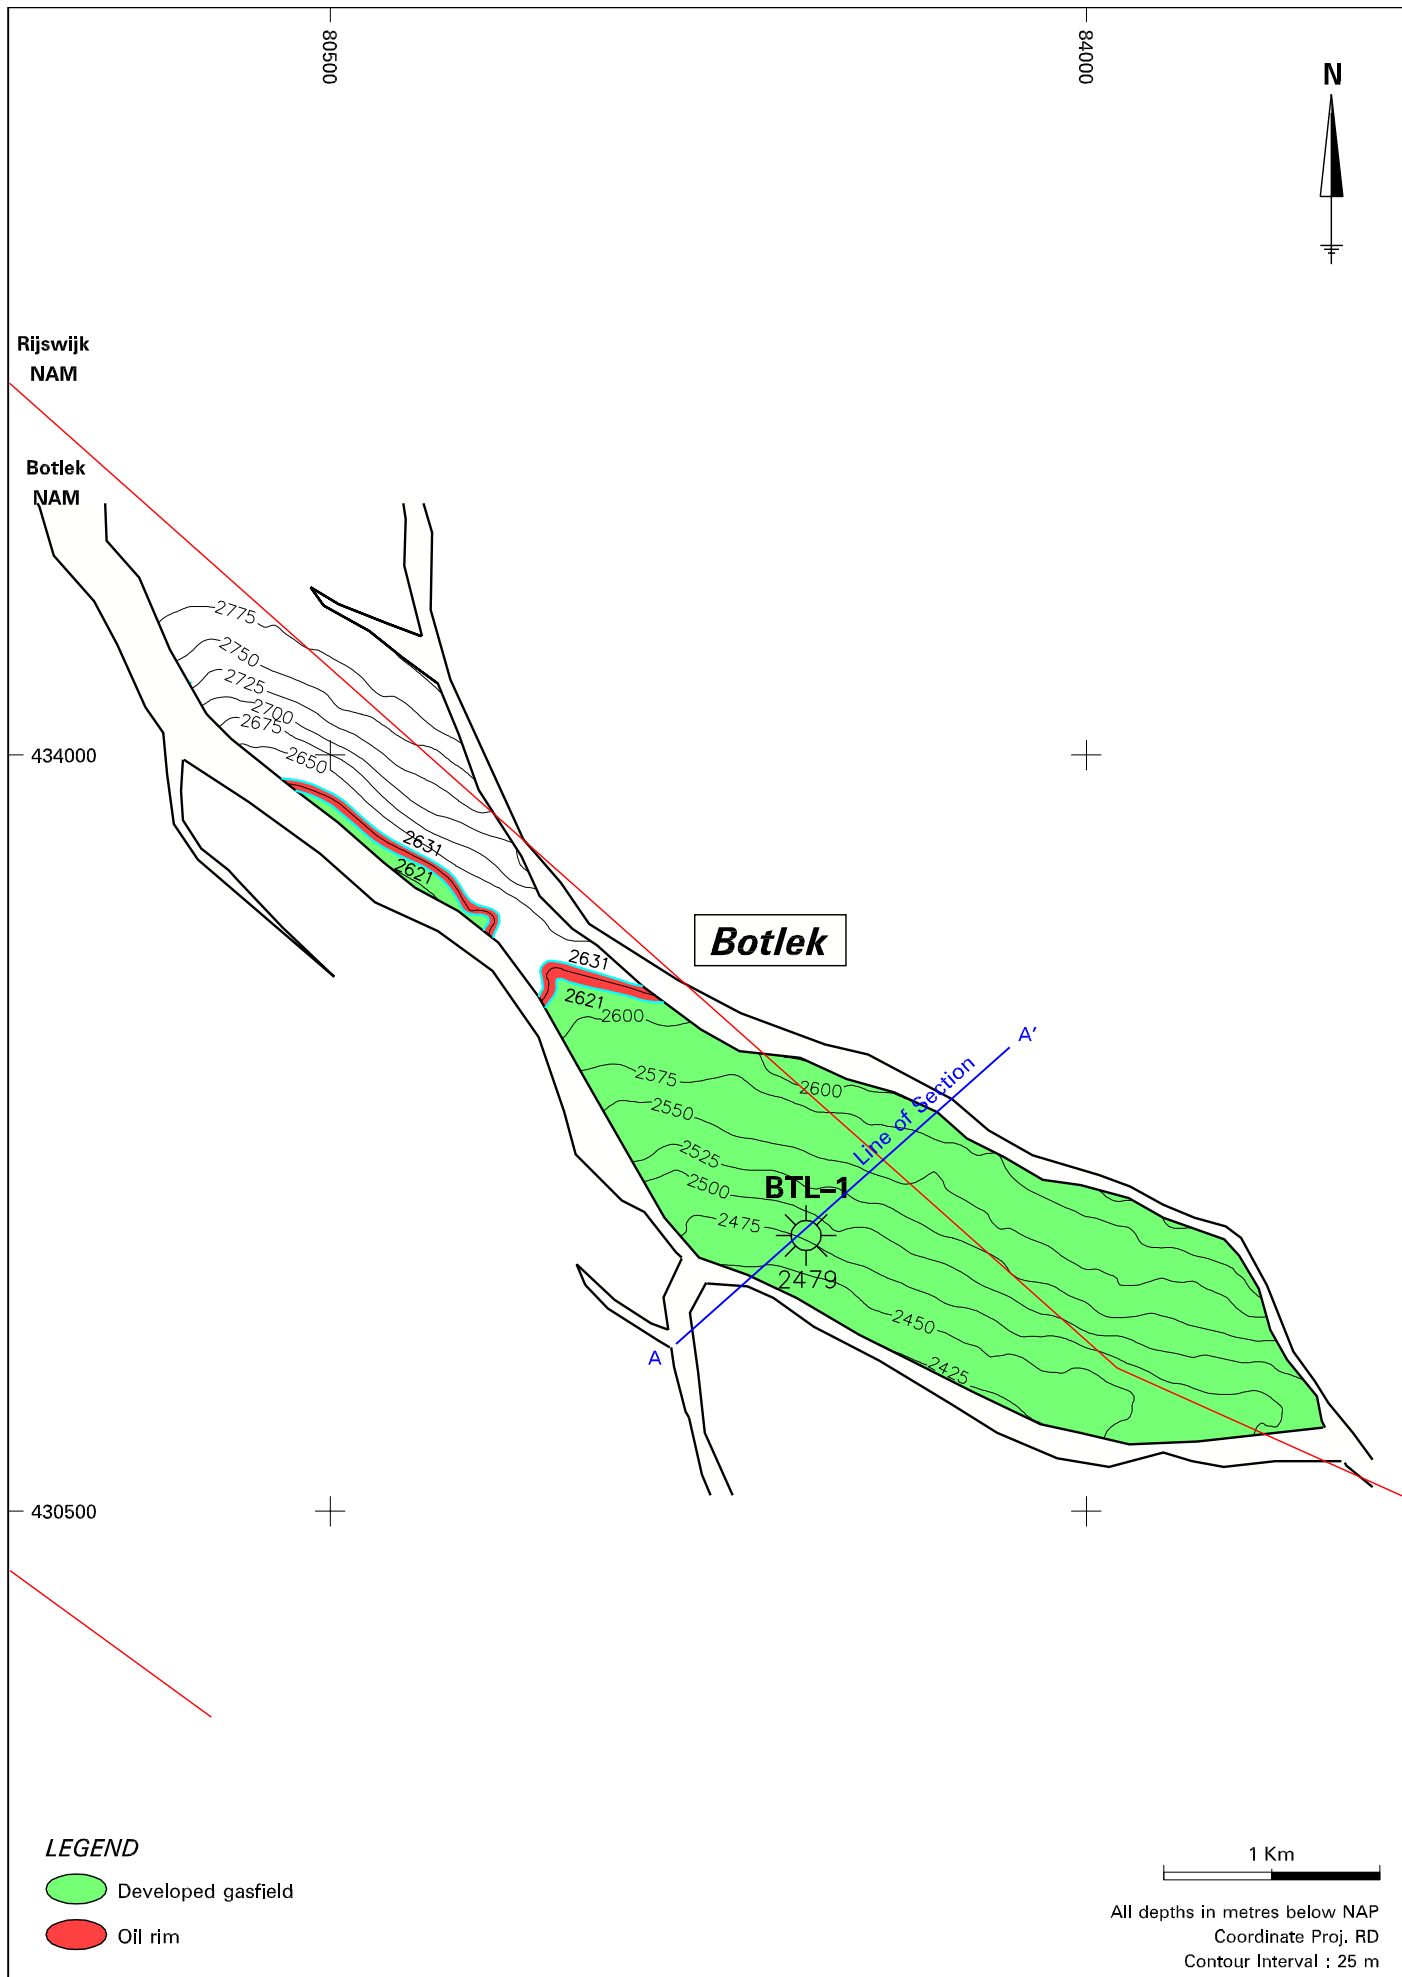 80500
84000
N
Rijswijk
NAM
Botlek
NAM
2775
2750
2725
2700
2675
2650
434000
2631
2621
Botlek
2631
2621
2600
A'
2575
2600
Line of Section
2550
2525
2500
BTL–1
2475
2479
2450
A
2425
430500
LEGEND
Developed gasfield
Oil rim
1 Km
All depths in metres below NAP
Coordinate Proj. RD
Contour Interval : 25 m